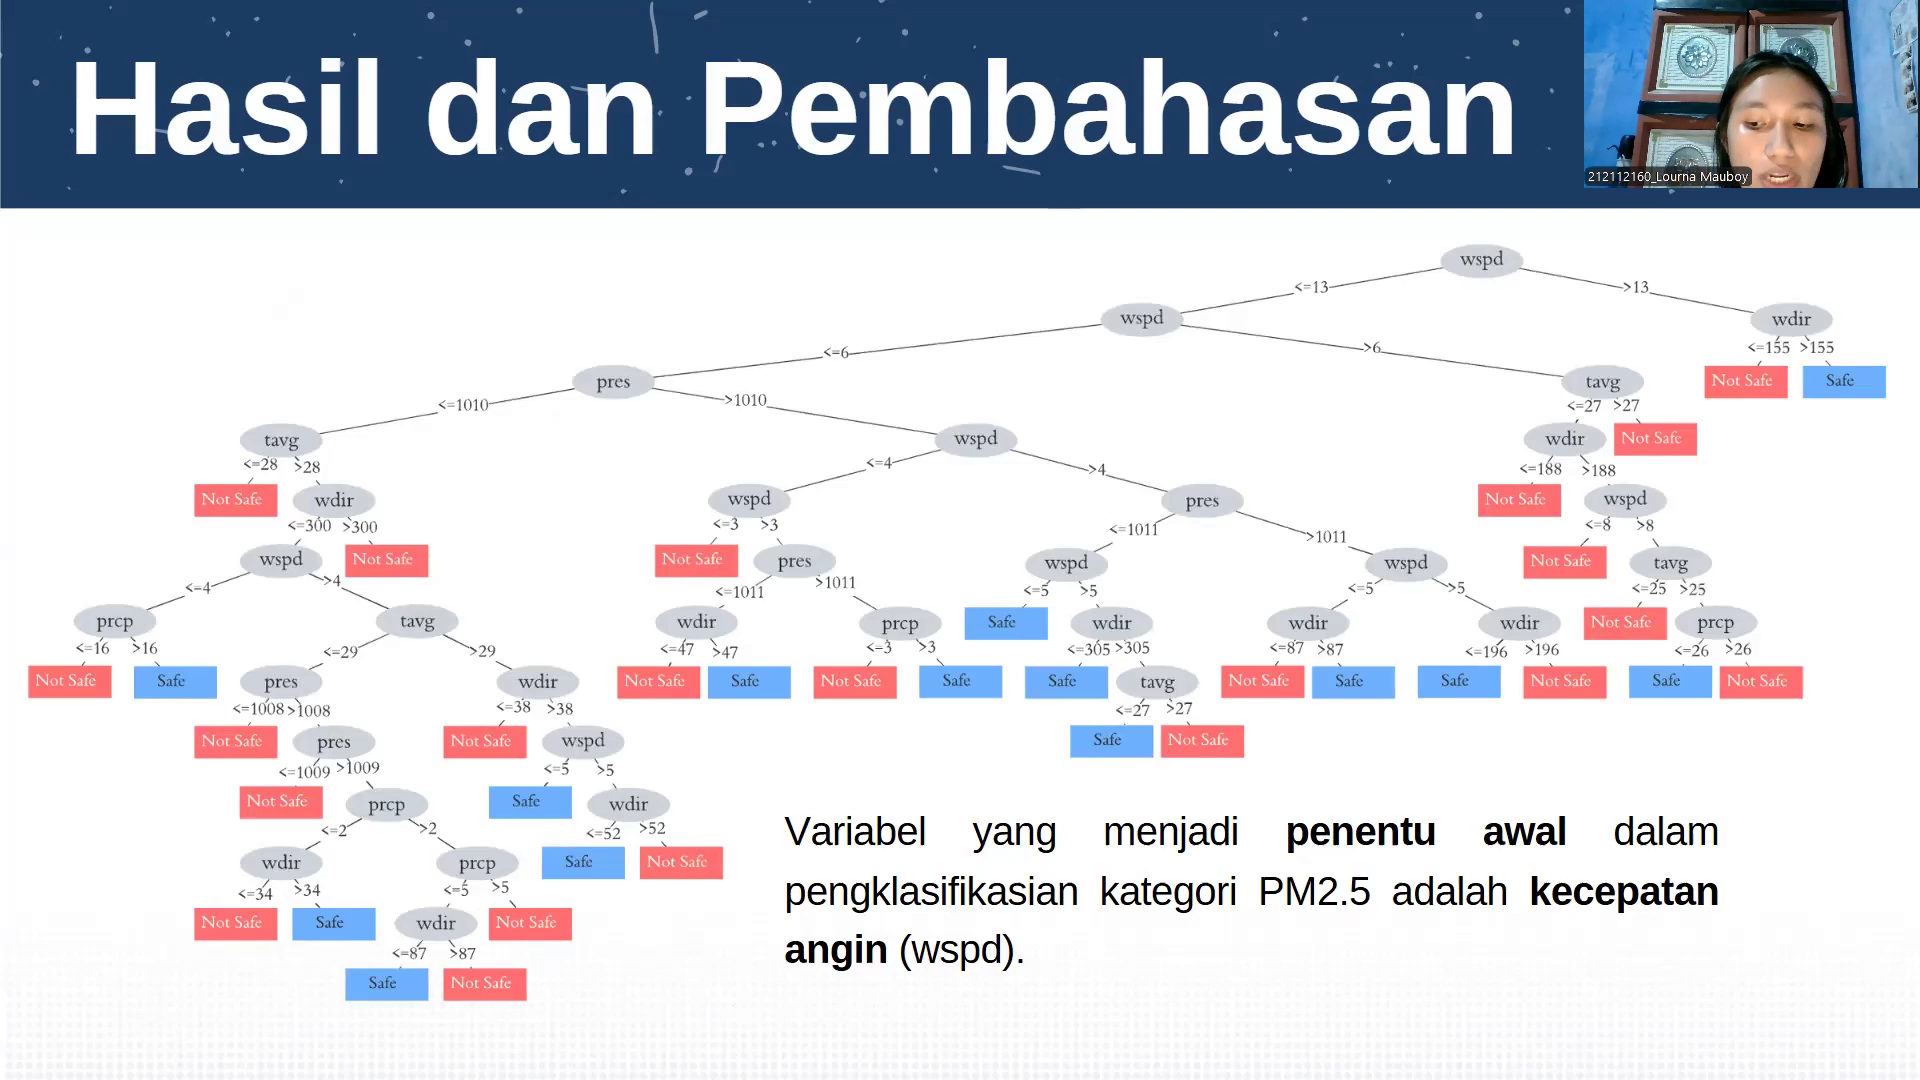 Hasil dan Pembahasan
212112160_Lourna Mauboy
wspd
<=13 >13
wspd wdir
<=6 >6 <=155 >155
pres tavg Not Safe Safe
<=1010 >1010 <=27 >27
tavg wspd wdir Not Safe
<=28 >28 <=4 >4 <=188 >188
Not Safe wdir wspd pres Not Safe wspd
<=300 >300 <=3 >3 <=1011 >1011 <=8 >8
wspd Not Safe Not Safe pres wspd wspd Not Safe tavg
<=4 >4 <=1011 >1011 <=5 >5 <=5 >5 <=25 >25
prcp tavg wdir prcp Safe wdir wdir wdir Not Safe prcp
<=16 >16 <=29 >29 <=47 >47 <=3 >3 <=305 >305 <=87 >87 <=196 >196 <=26 >26
Not Safe Safe pres wdir Not Safe Safe Not Safe Safe Safe tavg Not Safe Safe Safe Not Safe Safe Not Safe
<=1008 >1008 <=38 >38 <=27 >27
Not Safe pres Not Safe wspd Safe Not Safe
<=1009 >1009 <=5 >5
Not Safe prcp Safe wdir
<=2 >2 <=52 >52
wdir prcp Safe Not Safe
<=34 >34 <=5 >5
Not Safe Safe wdir Not Safe
<=87 >87
Safe Not Safe
Variabel yang menjadi penentu awal dalam
pengklasifikasian kategori PM2.5 adalah kecepatan
angin (wspd).